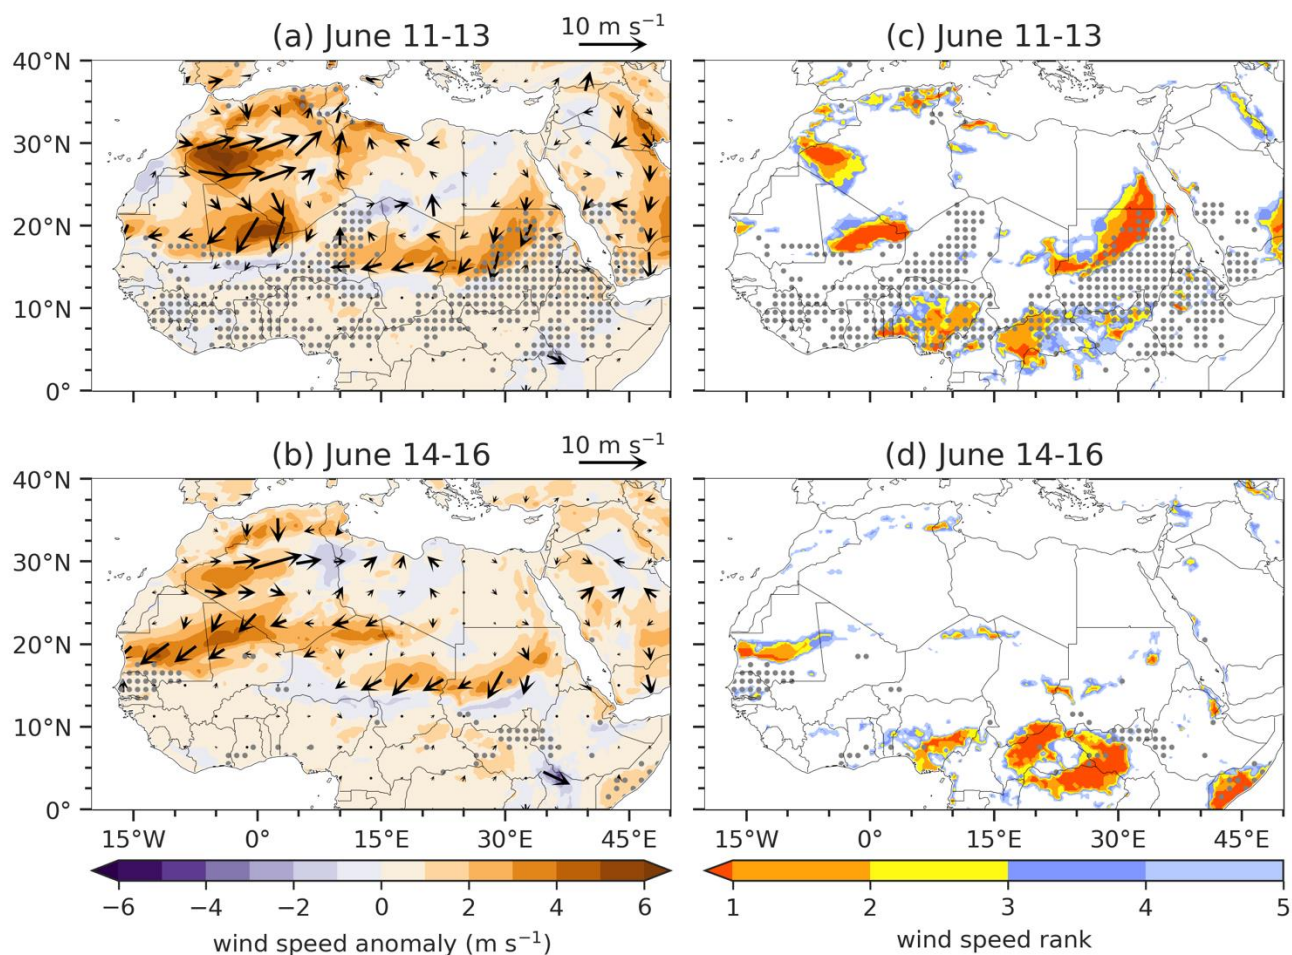 (a) June 11-13
10 m s⁻¹
(c) June 11-13
40°N
30°N
20°N
10°N
0°
(b) June 14-16
10 m s⁻¹
(d) June 14-16
40°N
30°N
20°N
10°N
0°
15°W 0° 15°E 30°E 45°E
15°W 0° 15°E 30°E 45°E
−6 −4 −2 0 2 4 6
wind speed anomaly (m s⁻¹)
1 2 3 4 5
wind speed rank